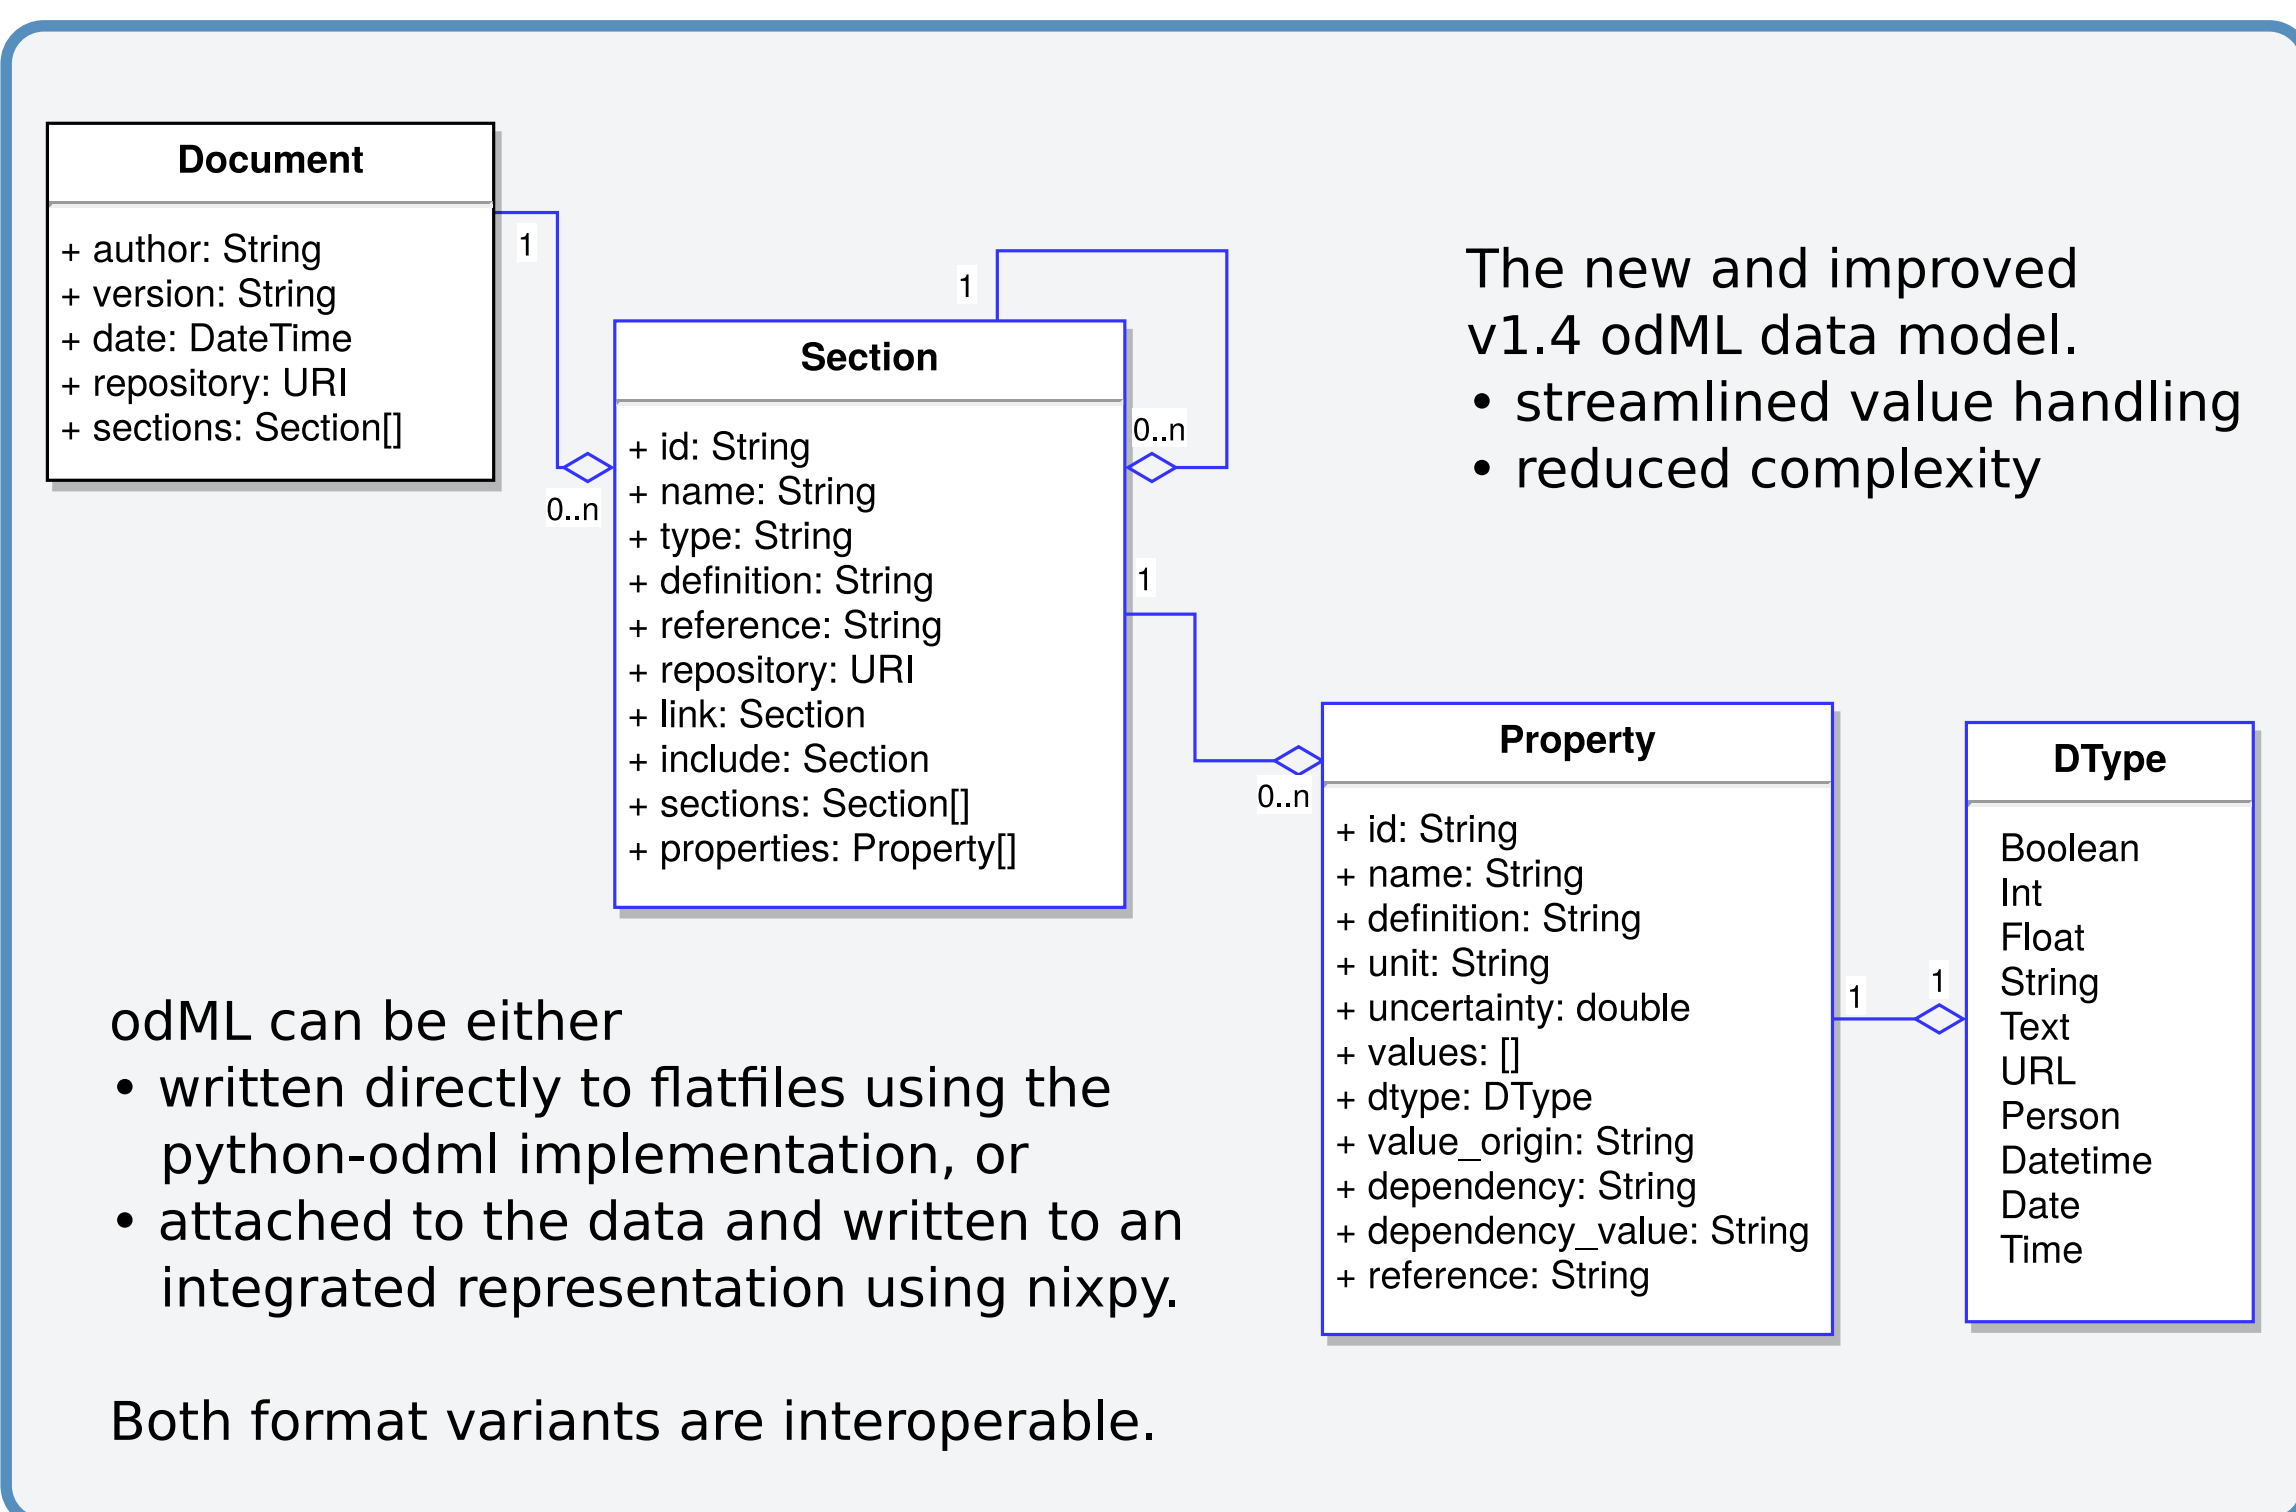 Document
+ author: String
+ version: String
+ date: DateTime
+ repository: URI
+ sections: Section[]
1
0..n
1
0..n
Section
+ id: String
+ name: String
+ type: String
+ definition: String
+ reference: String
+ repository: URI
+ link: Section
+ include: Section
+ sections: Section[]
+ properties: Property[]
The new and improved
v1.4 odML data model.
• streamlined value handling
• reduced complexity
1
0..n
Property
+ id: String
+ name: String
+ definition: String
+ unit: String
+ uncertainty: double
+ values: []
+ dtype: DType
+ value_origin: String
+ dependency: String
+ dependency_value: String
+ reference: String
1
1
DType
Boolean
Int
Float
String
Text
URL
Person
Datetime
Date
Time
odML can be either
• written directly to flatfiles using the
python-odml implementation, or
• attached to the data and written to an
integrated representation using nixpy.
Both format variants are interoperable.